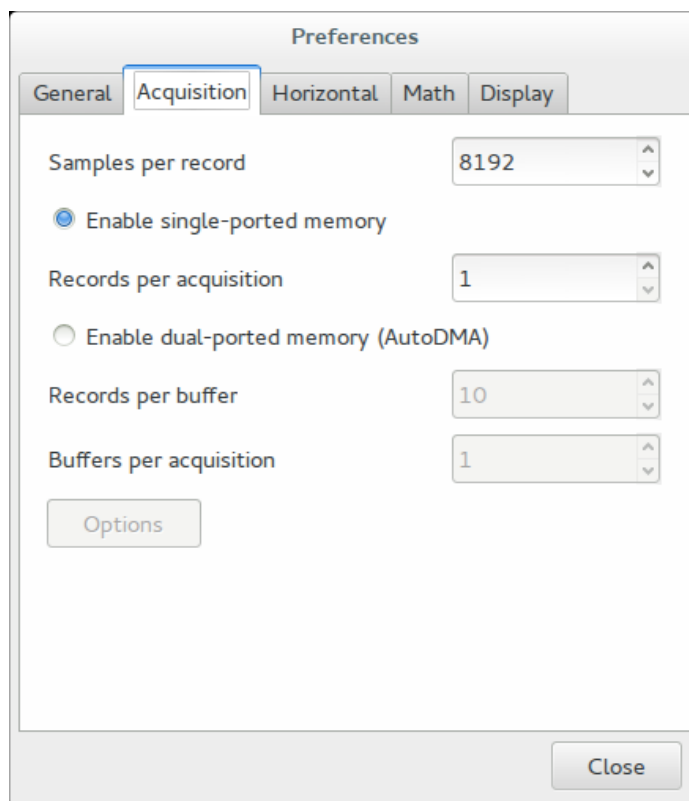 Preferences
General Acquisition Horizontal Math Display
Samples per record 8192
Enable single-ported memory
Records per acquisition 1
Enable dual-ported memory (AutoDMA)
Records per buffer 10
Buffers per acquisition 1
Options
Close